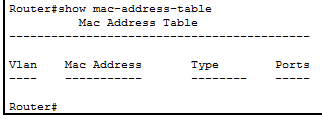 Router#show mac-address-table
Mac Address Table
-------------------------------------------
Vlan Mac Address Type Ports
---- ----------- -------- -----
Router#